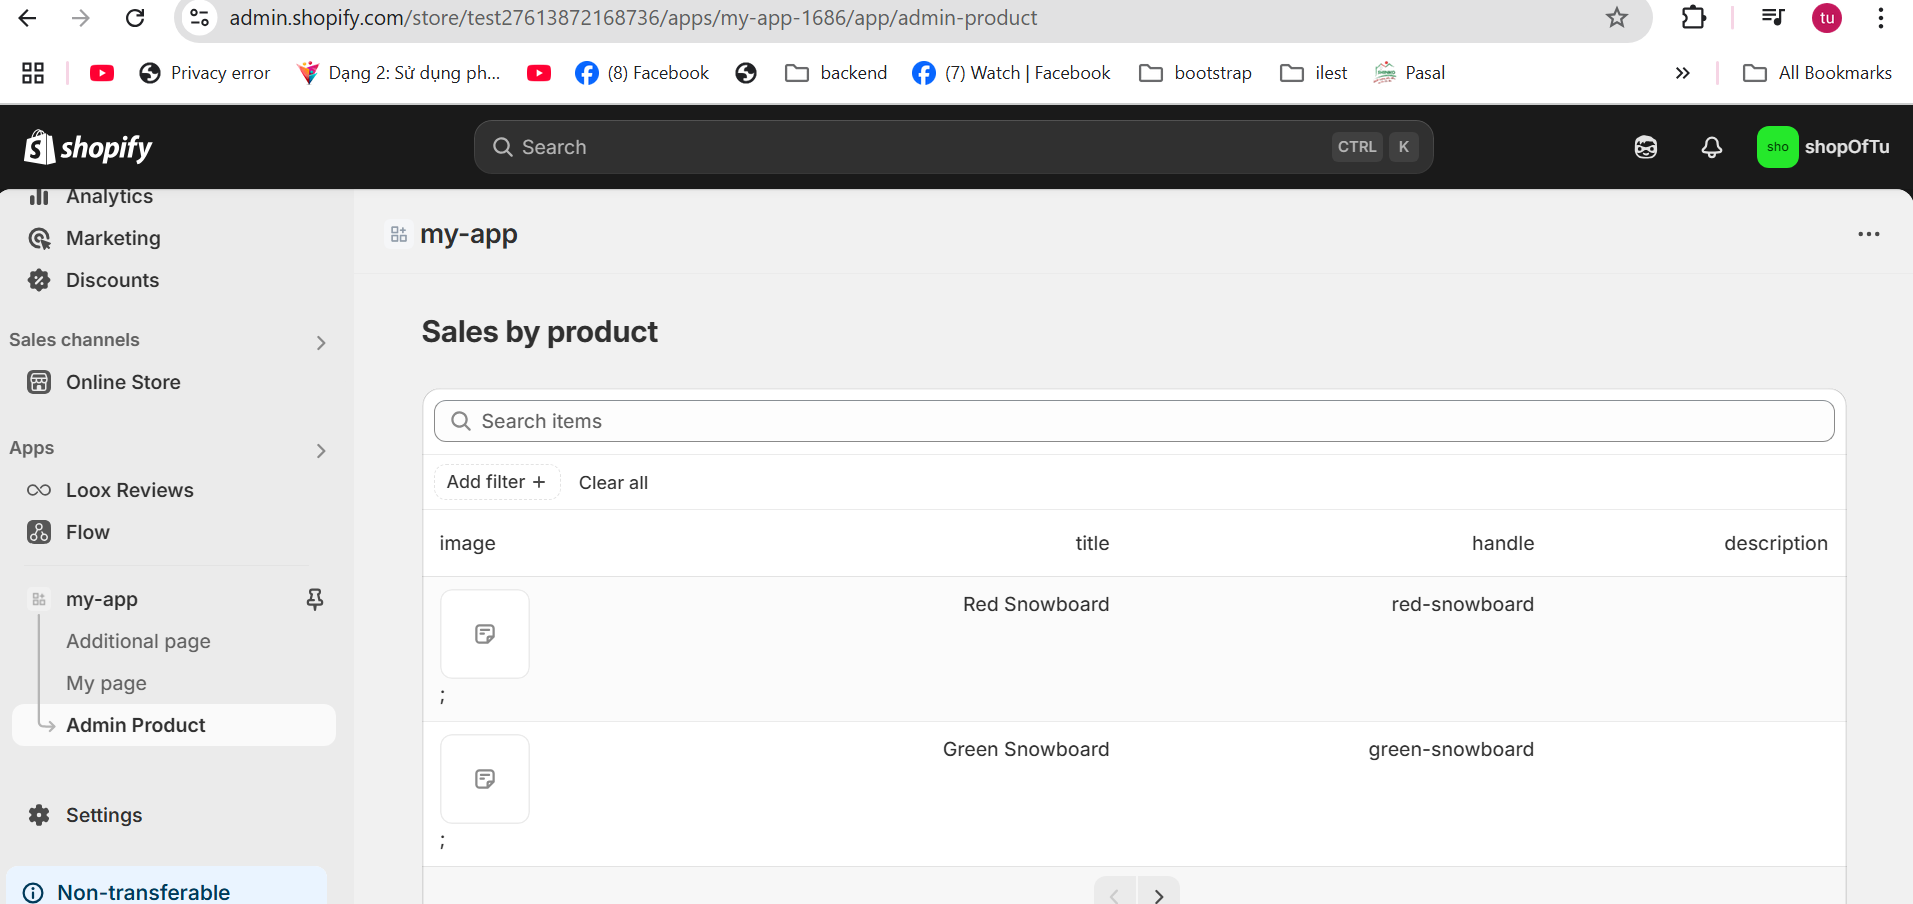 admin.shopify.com/store/test27613872168736/apps/my-app-1686/app/admin-product
tu
Privacy error
Dạng 2: Sử dụng ph...
(8) Facebook
backend
(7) Watch | Facebook
bootstrap
ilest
Pasal
All Bookmarks
shopify
Search
CTRL K
sho
shopOfTu
Analytics
Marketing
Discounts
Sales channels
Online Store
Apps
Loox Reviews
Flow
my-app
Additional page
My page
Admin Product
Settings
Non-transferable
my-app
Sales by product
Search items
Add filter +
Clear all
image title handle description
Red Snowboard red-snowboard
;
Green Snowboard green-snowboard
;